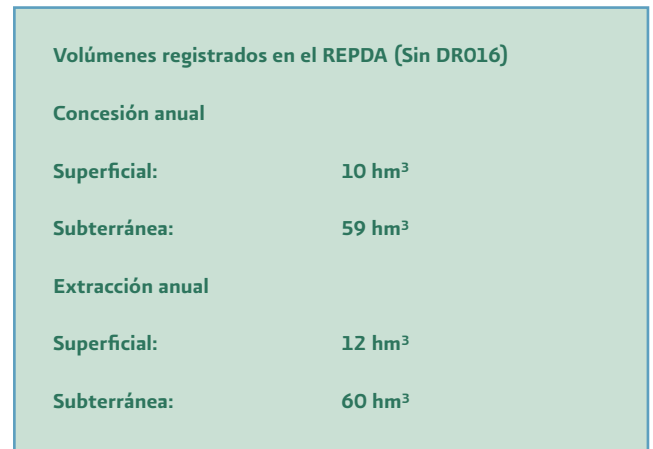 Volúmenes registrados en el REPDA (Sin DR016)
Concesión anual
Superficial: 10 hm³
Subterránea: 59 hm³
Extracción anual
Superficial: 12 hm³
Subterránea: 60 hm³